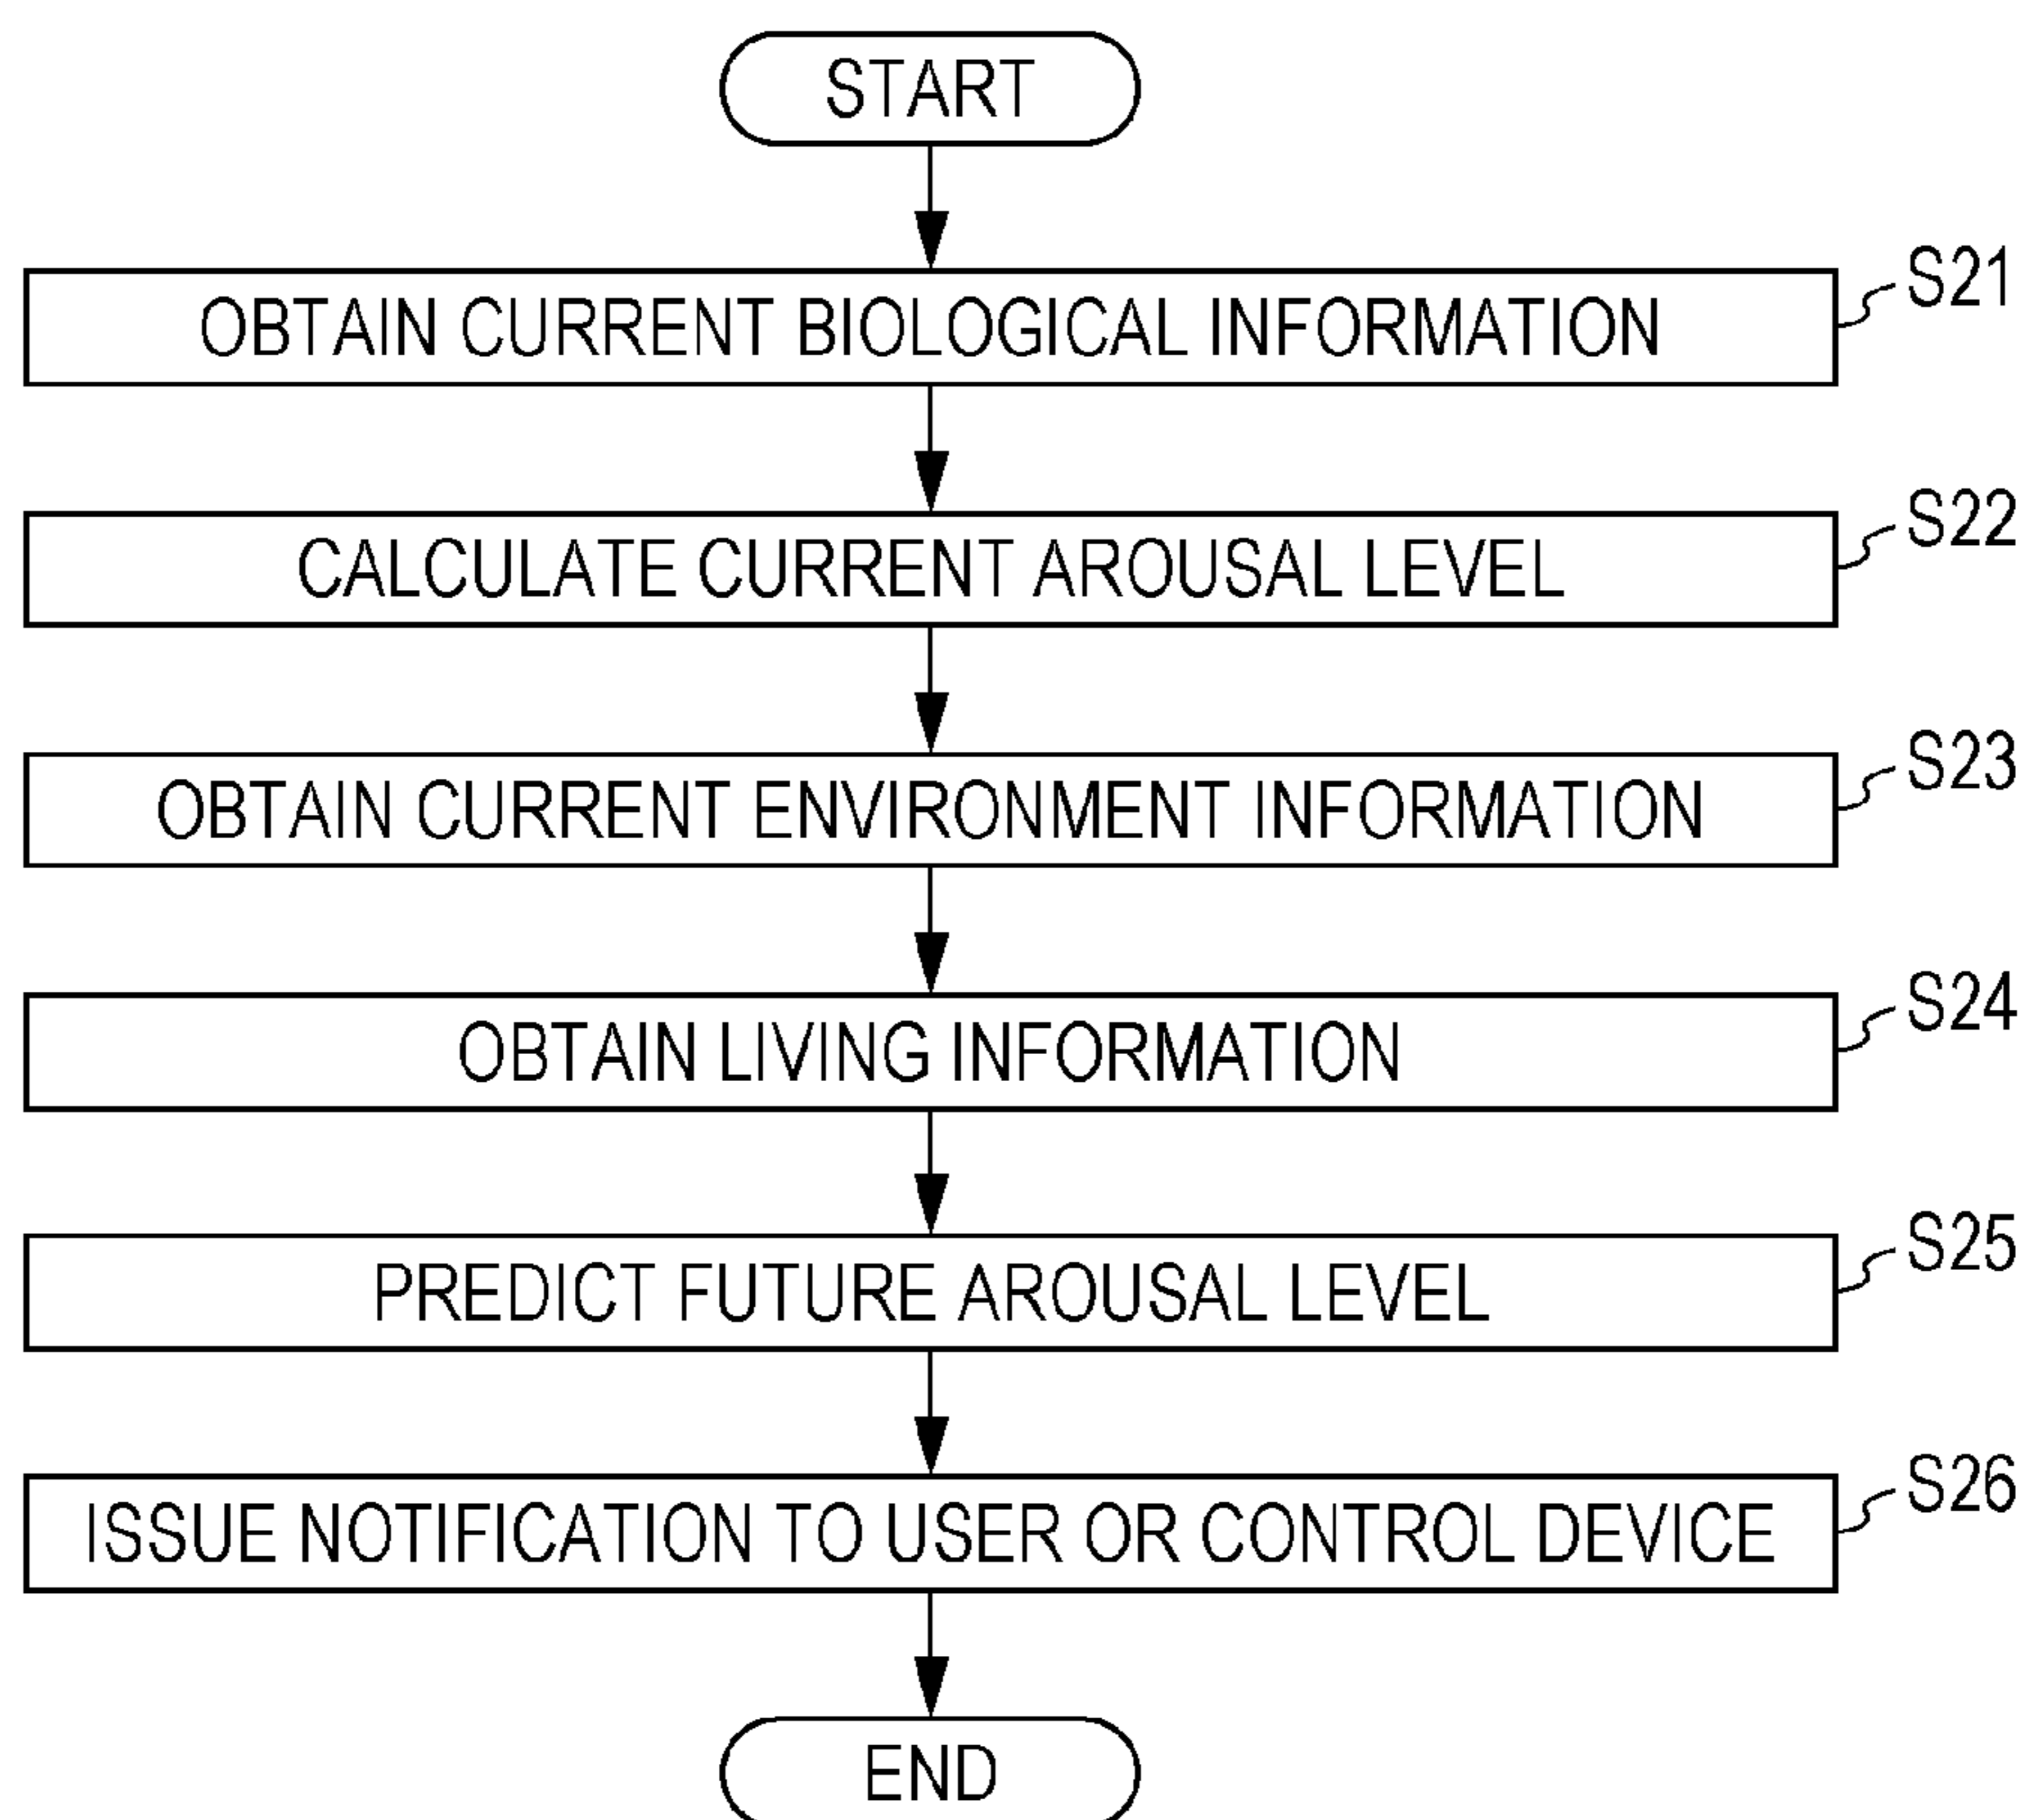 START
OBTAIN CURRENT BIOLOGICAL INFORMATION
S21
CALCULATE CURRENT AROUSAL LEVEL
S22
OBTAIN CURRENT ENVIRONMENT INFORMATION
S23
OBTAIN LIVING INFORMATION
S24
PREDICT FUTURE AROUSAL LEVEL
S25
ISSUE NOTIFICATION TO USER OR CONTROL DEVICE
S26
END